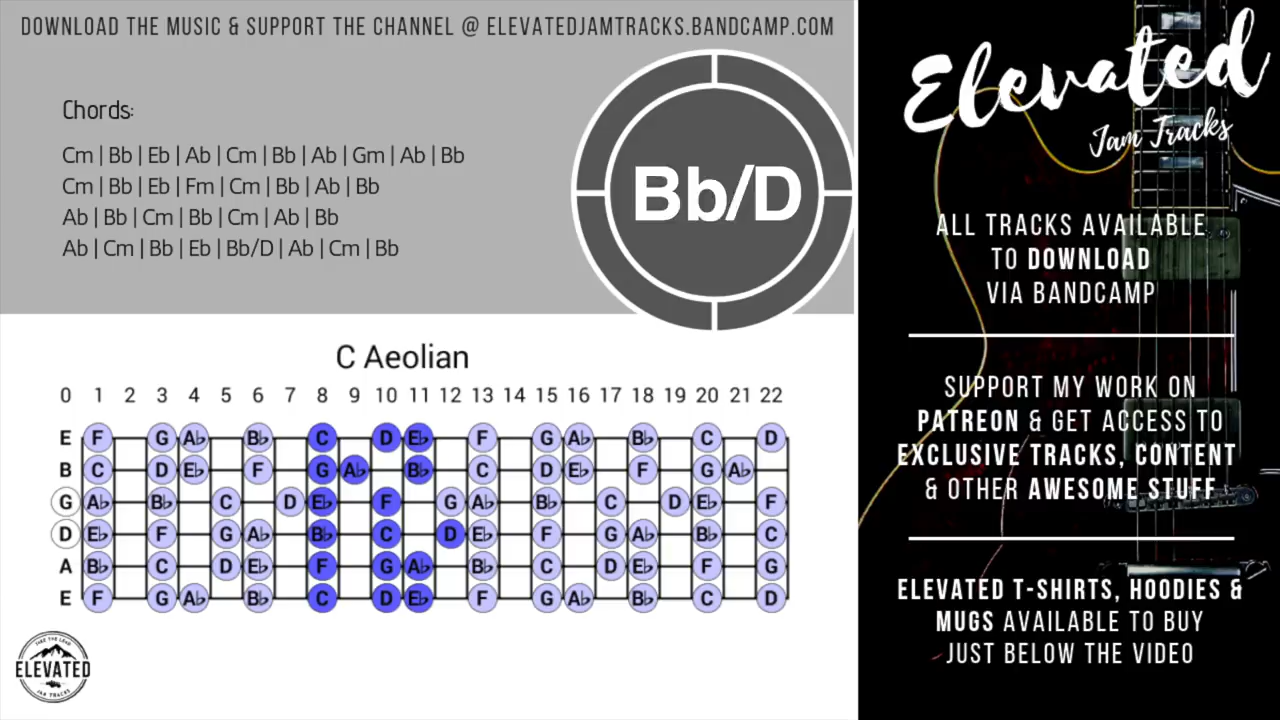 DOWNLOAD THE MUSIC & SUPPORT THE CHANNEL @ ELEVATEDJAMTRACKS.BANDCAMP.COM
Chords:
Cm | Bb | Eb | Ab | Cm | Bb | Ab | Gm | Ab | Bb
Cm | Bb | Eb | Fm | Cm | Bb | Ab | Bb
Ab | Bb | Cm | Bb | Cm | Ab | Bb
Ab | Cm | Bb | Eb | Bb/D | Ab | Cm | Bb
Bb/D
C Aeolian
0 1 2 3 4 5 6 7 8 9 10 11 12 13 14 15 16 17 18 19 20 21 22
E F G A♭ B♭ C D E♭ F G A♭ B♭ C D
B C D E♭ F G A♭ B♭ C D E♭ F G A♭
G A♭ B♭ C D E♭ F G A♭ B♭ C D E♭ F
D E♭ F G A♭ B♭ C D E♭ F G A♭ B♭ C
A B♭ C D E♭ F G A♭ B♭ C D E♭ F G
E F G A♭ B♭ C D E♭ F G A♭ B♭ C D
TAKE THE LEAD
ELEVATED
JAM TRACKS
Elevated
Jam Tracks
ALL TRACKS AVAILABLE
TO DOWNLOAD
VIA BANDCAMP
SUPPORT MY WORK ON
PATREON & GET ACCESS TO
EXCLUSIVE TRACKS, CONTENT
& OTHER AWESOME STUFF
ELEVATED T-SHIRTS, HOODIES &
MUGS AVAILABLE TO BUY
JUST BELOW THE VIDEO